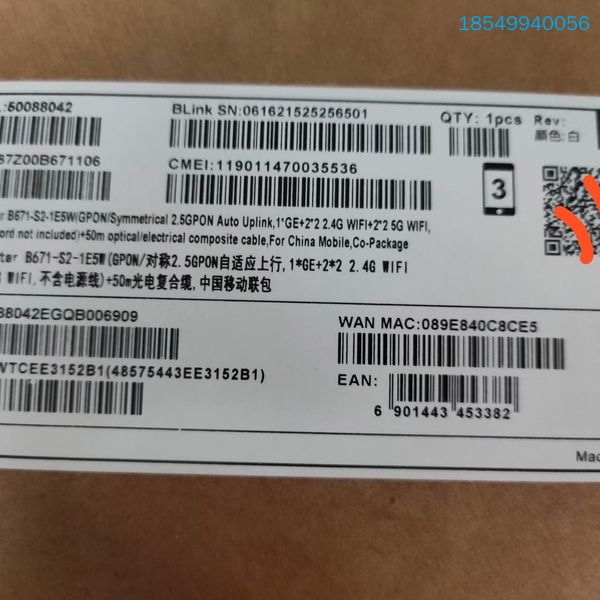 18549940056
:50088042
BLink SN:061621525256501
QTY: 1pcs Rev:
颜色:白
87Z00B671106
CMEI:119011470035536
3
er B671-S2-1E5W(GPON/Symmetrical 2.5GPON Auto Uplink,1*GE+2*2 2.4G WIFI+2*2 5G WIFI,
ord not included)+50m optical/electrical composite cable,For China Mobile,Co-Package
ter B671-S2-1E5W(GPON/对称2.5GPON自适应上行,1*GE+2*2 2.4G WIFI
G WIFI,不含电源线)+50m光电复合缆,中国移动联包
88042EGQB006909
WAN MAC:089E840C8CE5
WTCEE3152B1(48575443EE3152B1)
EAN:
6 901443 453382
Mad